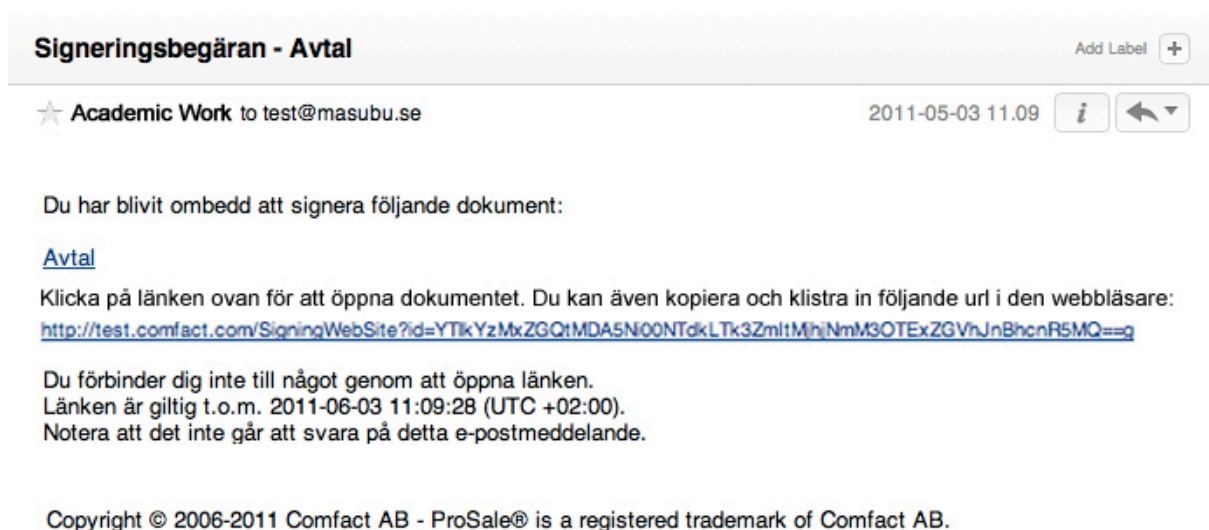 Signeringsbegäran - Avtal
Add Label +
Academic Work to test@masubu.se
2011-05-03 11.09 i
Du har blivit ombedd att signera följande dokument:
Avtal
Klicka på länken ovan för att öppna dokumentet. Du kan även kopiera och klistra in följande url i den webbläsare:
http://test.comfact.com/SigningWebSite?id=YTlkYzMxZGQtMDA5Ni00NTdkLTk3ZmItMjhjNmM3OTExZGVhJnBhcnR5MQ==g
Du förbinder dig inte till något genom att öppna länken.
Länken är giltig t.o.m. 2011-06-03 11:09:28 (UTC +02:00).
Notera att det inte går att svara på detta e-postmeddelande.
Copyright © 2006-2011 Comfact AB - ProSale® is a registered trademark of Comfact AB.